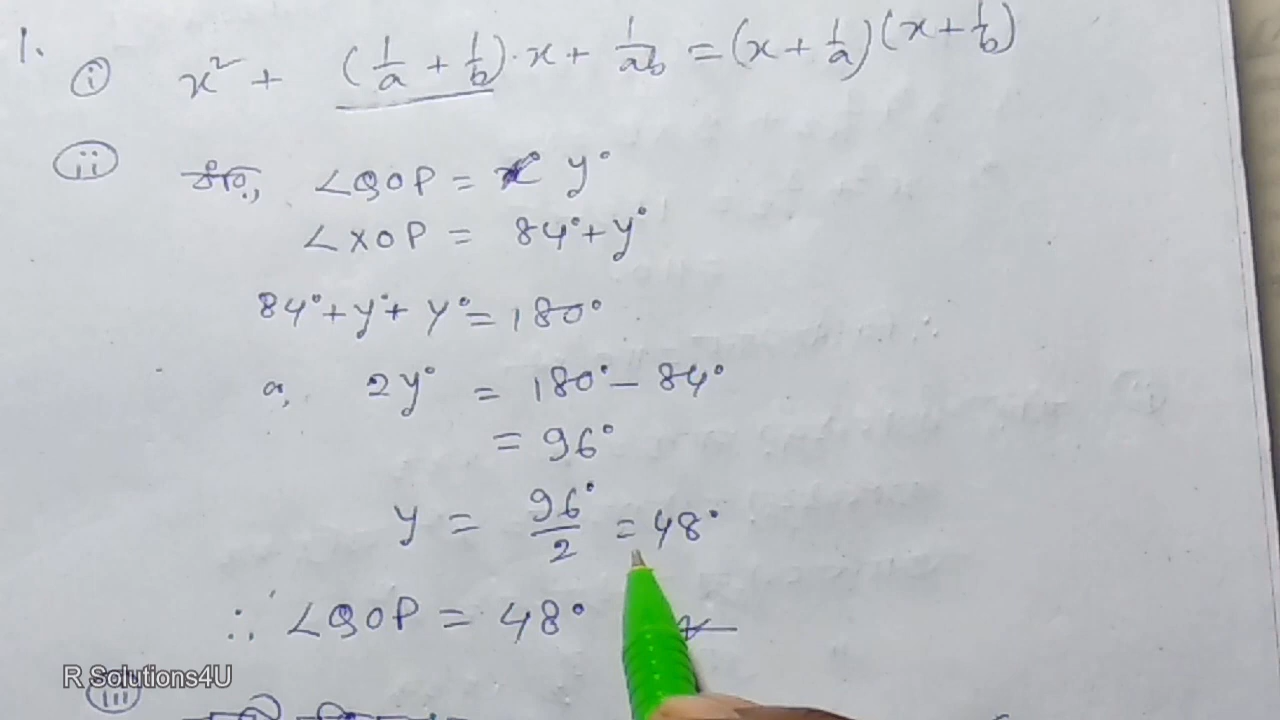 1.
(i) x² + (1/a + 1/b)·x + 1/ab = (x + 1/a)(x + 1/b)
(ii) ∠QOP = y°
∠XOP = 84° + y°
84° + y° + y° = 180°
a, 2y° = 180° - 84°
= 96°
y = 96°/2 = 48°
∴ ∠QOP = 48°
R Solutions4U
(iii)